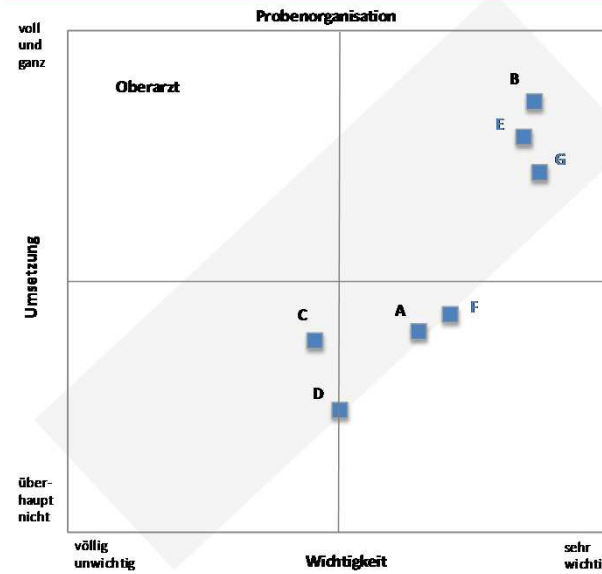 Probenorganisation
voll
und
ganz
Oberarzt
B
E
G
Umsetzung
C
A
F
D
über-
haupt
nicht
völlig
unwichtig
Wichtigkeit
sehr
wichti